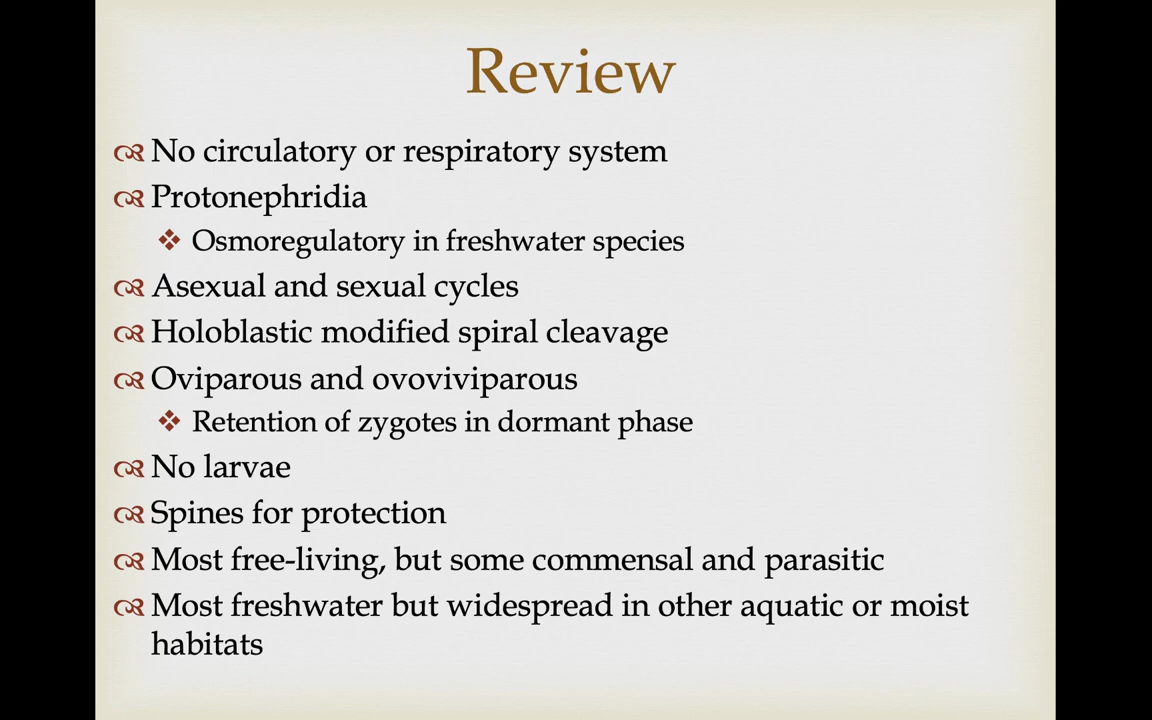 Review
No circulatory or respiratory system
Protonephridia
Osmoregulatory in freshwater species
Asexual and sexual cycles
Holoblastic modified spiral cleavage
Oviparous and ovoviviparous
Retention of zygotes in dormant phase
No larvae
Spines for protection
Most free-living, but some commensal and parasitic
Most freshwater but widespread in other aquatic or moist
habitats